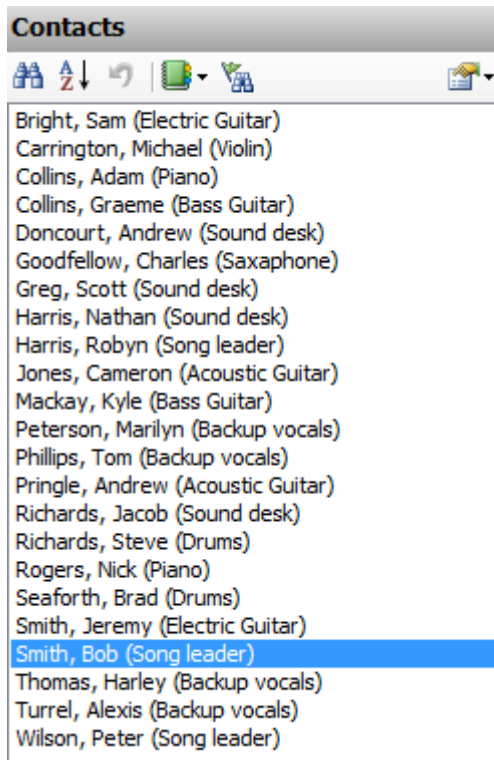 Contacts
Bright, Sam (Electric Guitar)
Carrington, Michael (Violin)
Collins, Adam (Piano)
Collins, Graeme (Bass Guitar)
Doncourt, Andrew (Sound desk)
Goodfellow, Charles (Saxaphone)
Greg, Scott (Sound desk)
Harris, Nathan (Sound desk)
Harris, Robyn (Song leader)
Jones, Cameron (Acoustic Guitar)
Mackay, Kyle (Bass Guitar)
Peterson, Marilyn (Backup vocals)
Phillips, Tom (Backup vocals)
Pringle, Andrew (Acoustic Guitar)
Richards, Jacob (Sound desk)
Richards, Steve (Drums)
Rogers, Nick (Piano)
Seaforth, Brad (Drums)
Smith, Jeremy (Electric Guitar)
Smith, Bob (Song leader)
Thomas, Harley (Backup vocals)
Turrel, Alexis (Backup vocals)
Wilson, Peter (Song leader)